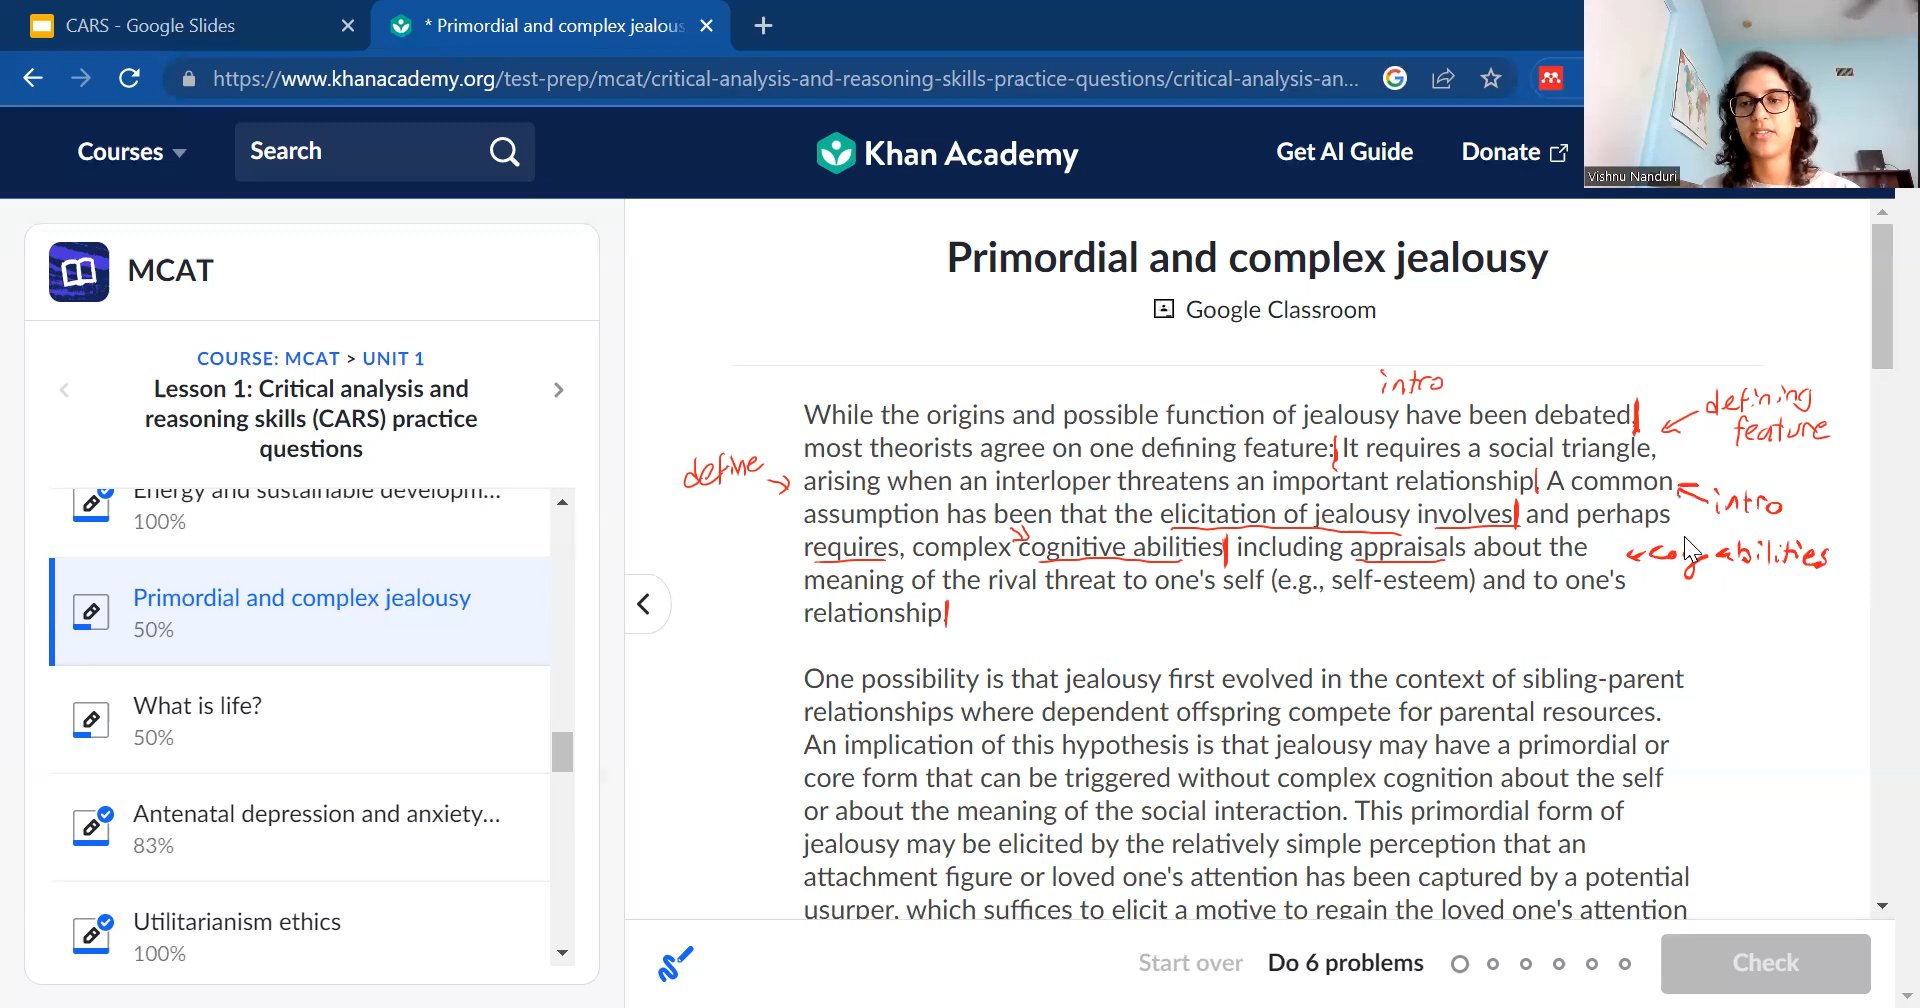 CARS - Google Slides
* Primordial and complex jealous
https://www.khanacademy.org/test-prep/mcat/critical-analysis-and-reasoning-skills-practice-questions/critical-analysis-an...
Courses
Search
Khan Academy
Get AI Guide
Donate
Vishnu Nanduri
MCAT
COURSE: MCAT > UNIT 1
Lesson 1: Critical analysis and
reasoning skills (CARS) practice
questions
Energy and sustainable developm...
100%
Primordial and complex jealousy
50%
What is life?
50%
Antenatal depression and anxiety...
83%
Utilitarianism ethics
100%
Primordial and complex jealousy
Google Classroom
intro
While the origins and possible function of jealousy have been debated,
defining
feature
most theorists agree on one defining feature: It requires a social triangle,
define
arising when an interloper threatens an important relationship. A common
intro
assumption has been that the elicitation of jealousy involves, and perhaps
requires, complex cognitive abilities, including appraisals about the
cog abilities
meaning of the rival threat to one's self (e.g., self-esteem) and to one's
relationship.
One possibility is that jealousy first evolved in the context of sibling-parent
relationships where dependent offspring compete for parental resources.
An implication of this hypothesis is that jealousy may have a primordial or
core form that can be triggered without complex cognition about the self
or about the meaning of the social interaction. This primordial form of
jealousy may be elicited by the relatively simple perception that an
attachment figure or loved one's attention has been captured by a potential
usurper, which suffices to elicit a motive to regain the loved one's attention
Start over
Do 6 problems
Check